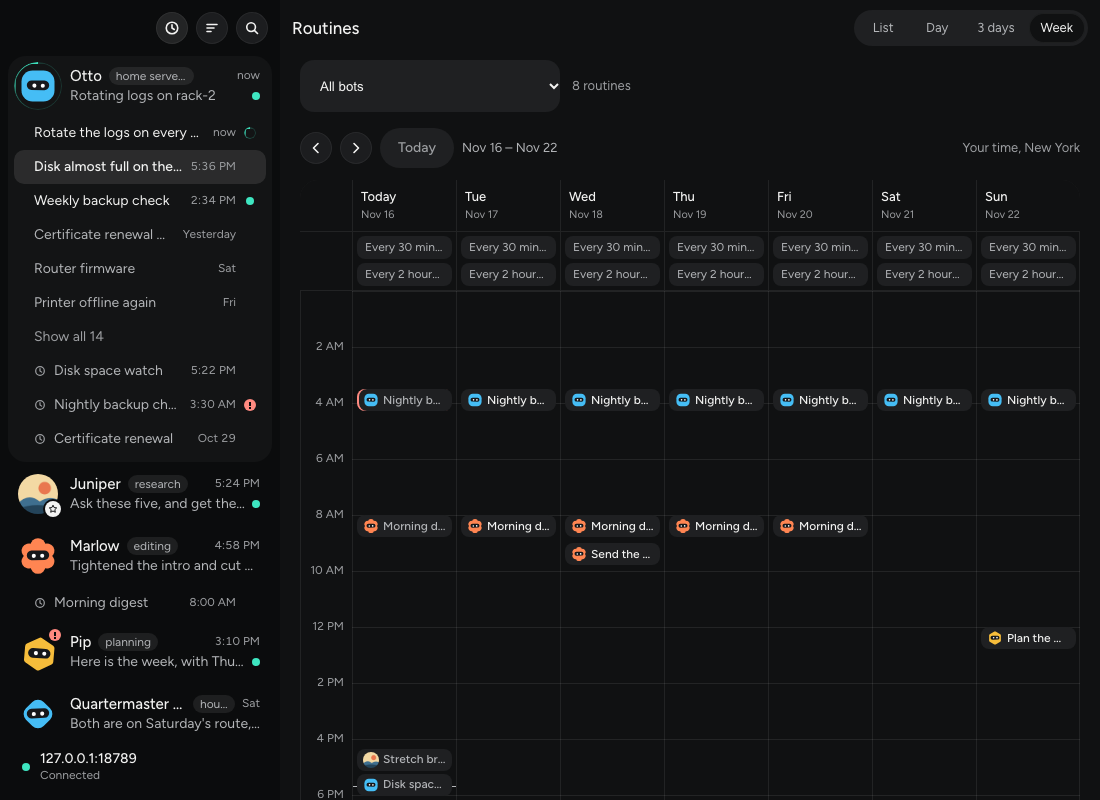 Routines
List Day 3 days Week
Otto home serve... now
Rotating logs on rack-2
Rotate the logs on every ... now
Disk almost full on the... 5:36 PM
Weekly backup check 2:34 PM
Certificate renewal ... Yesterday
Router firmware Sat
Printer offline again Fri
Show all 14
Disk space watch 5:22 PM
Nightly backup ch... 3:30 AM
Certificate renewal Oct 29
Juniper research 5:24 PM
Ask these five, and get the...
Marlow editing 4:58 PM
Tightened the intro and cut ...
Morning digest 8:00 AM
Pip planning 3:10 PM
Here is the week, with Thu...
Quartermaster ... hou... Sat
Both are on Saturday's route,...
127.0.0.1:18789
Connected
All bots 8 routines
Today Nov 16 – Nov 22 Your time, New York
Today Tue Wed Thu Fri Sat Sun
Nov 16 Nov 17 Nov 18 Nov 19 Nov 20 Nov 21 Nov 22
Every 30 min... Every 30 min... Every 30 min... Every 30 min... Every 30 min... Every 30 min... Every 30 min...
Every 2 hour... Every 2 hour... Every 2 hour... Every 2 hour... Every 2 hour... Every 2 hour... Every 2 hour...
2 AM
4 AM Nightly b... Nightly b... Nightly b... Nightly b... Nightly b... Nightly b... Nightly b...
6 AM
8 AM
Morning d... Morning d... Morning d... Morning d... Morning d...
Send the ...
10 AM
12 PM
Plan the ...
2 PM
4 PM
Stretch br...
Disk spac...
6 PM